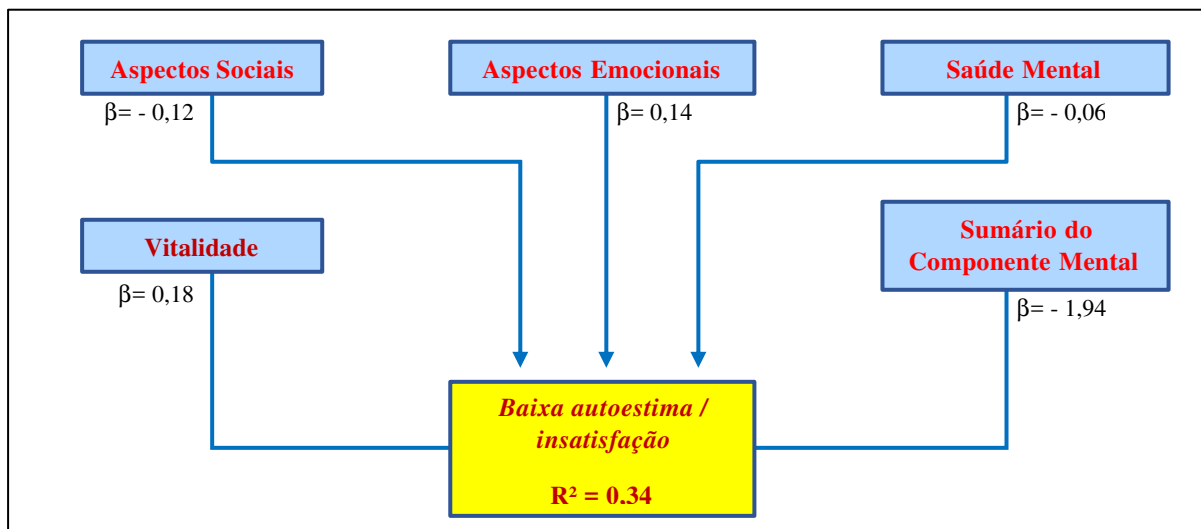 Aspectos Sociais
β= - 0,12
Aspectos Emocionais
β= 0,14
Saúde Mental
β= - 0,06
Vitalidade
β= 0,18
Sumário do
Componente Mental
β= - 1,94
Baixa autoestima /
insatisfação
R² = 0,34